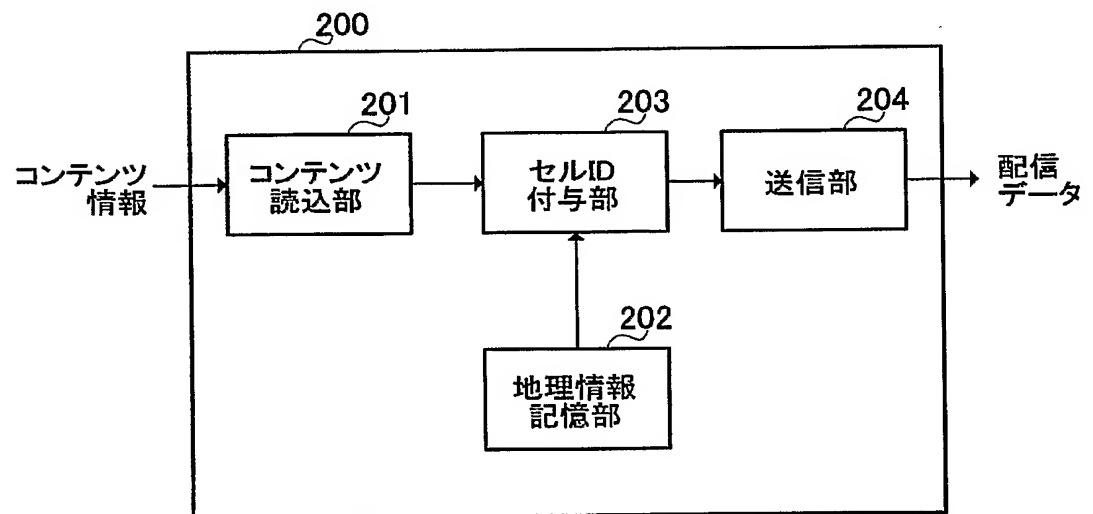 200
201
203
204
コンテンツ
情報
コンテンツ
読込部
セルID
付与部
送信部
配信
データ
202
地理情報
記憶部